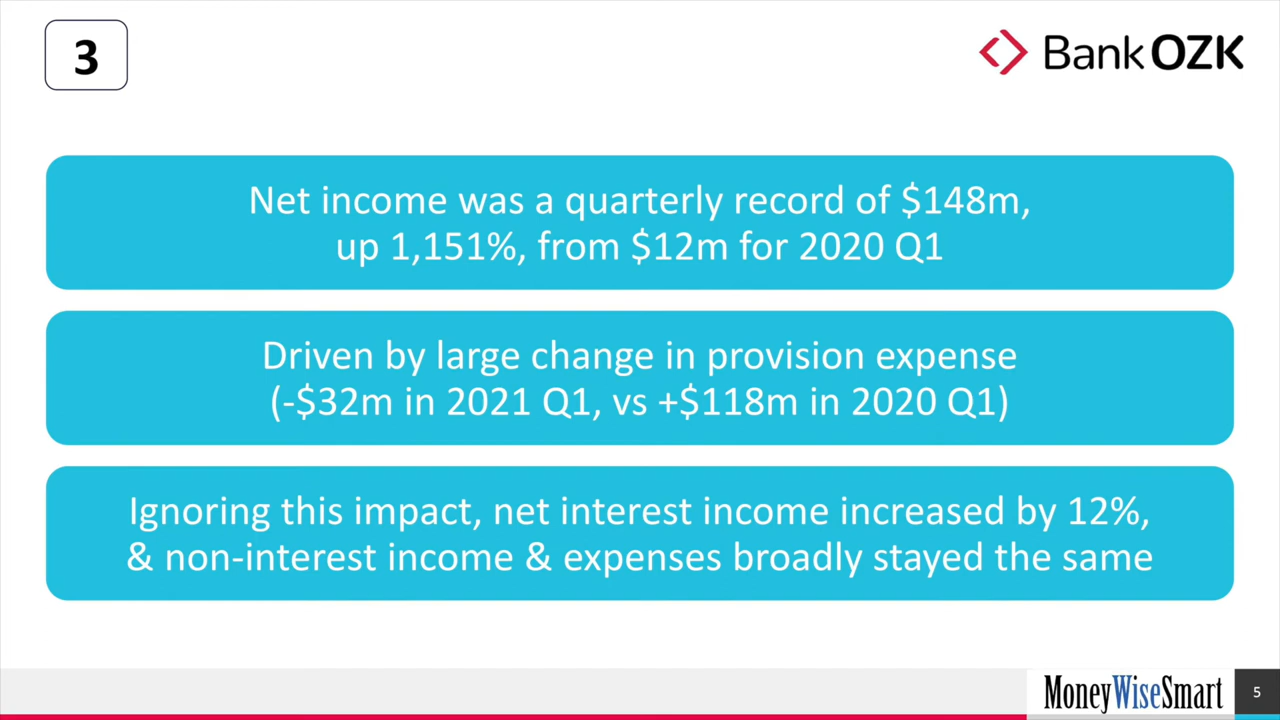 3
Bank OZK
Net income was a quarterly record of $148m,
up 1,151%, from $12m for 2020 Q1
Driven by large change in provision expense
(-$32m in 2021 Q1, vs +$118m in 2020 Q1)
Ignoring this impact, net interest income increased by 12%,
& non-interest income & expenses broadly stayed the same
MoneyWiseSmart
5